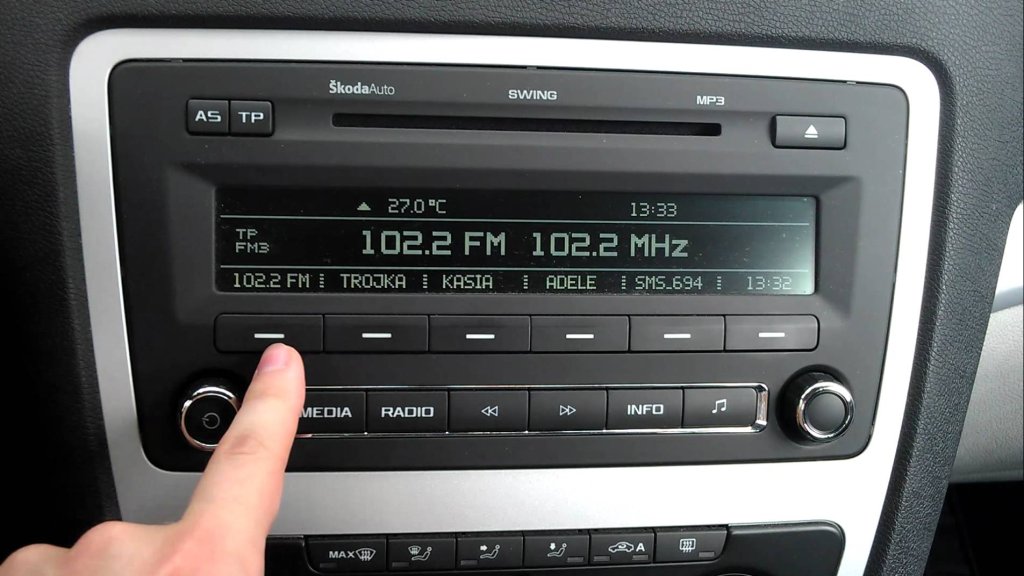 ŠkodaAuto SWING MP3
AS TP
27.0°C 13:33
TP
FM3
102.2 FM 102.2 MHz
102.2 FM TROJKA KASIA ADELE SMS_694 13:32
MEDIA RADIO INFO
MAX A